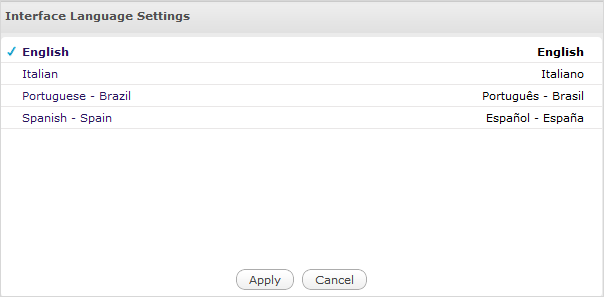 Interface Language Settings
English English
Italian Italiano
Portuguese - Brazil Português - Brasil
Spanish - Spain Español - España
Apply Cancel